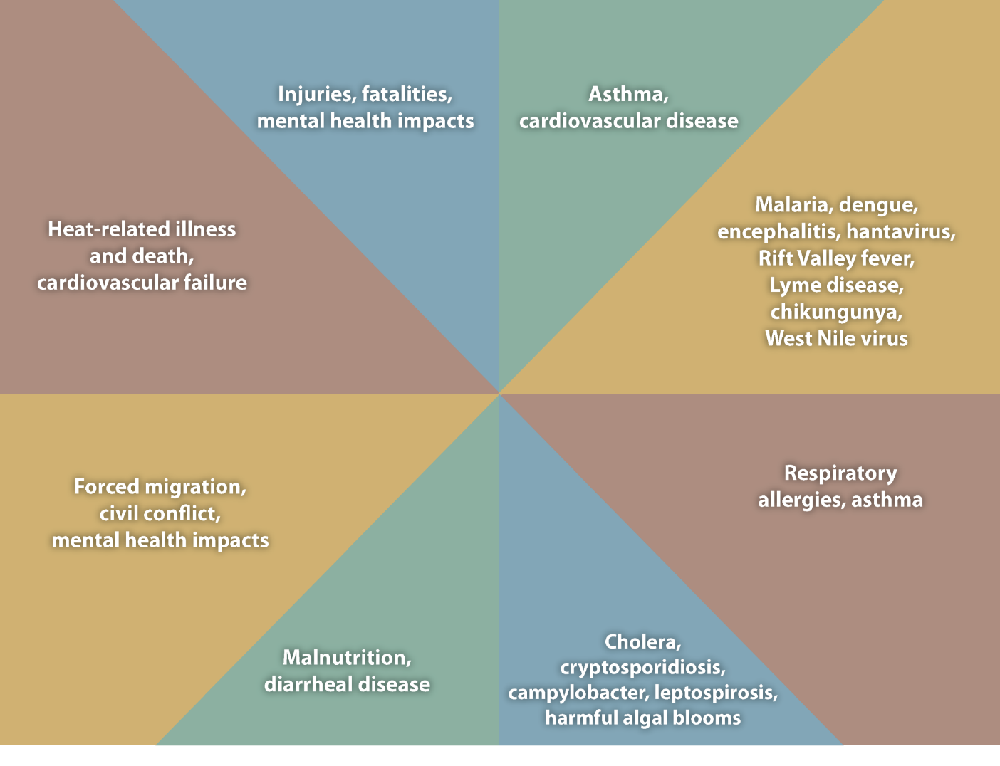 Injuries, fatalities,
mental health impacts
Asthma,
cardiovascular disease
Heat-related illness
and death,
cardiovascular failure
Malaria, dengue,
encephalitis, hantavirus,
Rift Valley fever,
Lyme disease,
chikungunya,
West Nile virus
Forced migration,
civil conflict,
mental health impacts
Respiratory
allergies, asthma
Malnutrition,
diarrheal disease
Cholera,
cryptosporidiosis,
campylobacter, leptospirosis,
harmful algal blooms